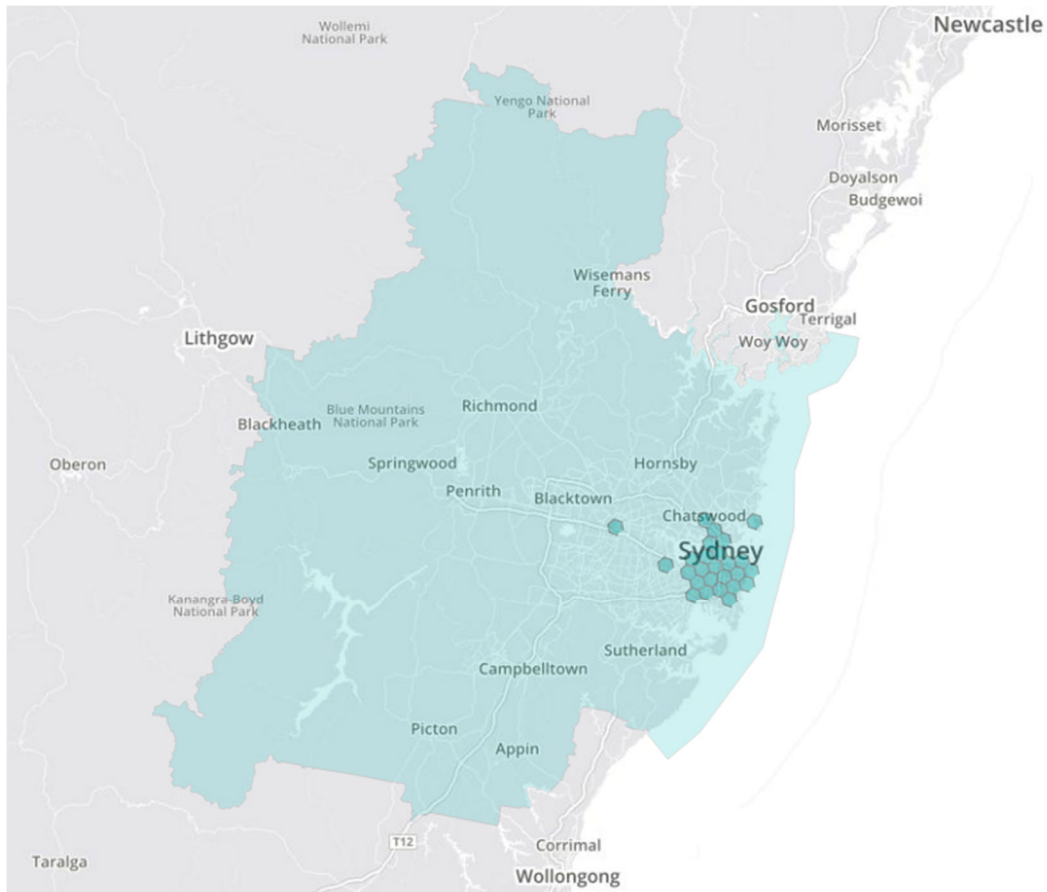 Wollemi
National Park
Newcastle
Yengo National
Park
Morisset
Doyalson
Budgewoi
Wisemans
Ferry
Gosford
Terrigal
Lithgow
Woy Woy
Richmond
Blue Mountains
National Park
Blackheath
Oberon
Springwood
Hornsby
Penrith
Blacktown
Chatswood
Sydney
Kanangra-Boyd
National Park
Sutherland
Campbelltown
Picton
Appin
T12
Corrimal
Taralga
Wollongong